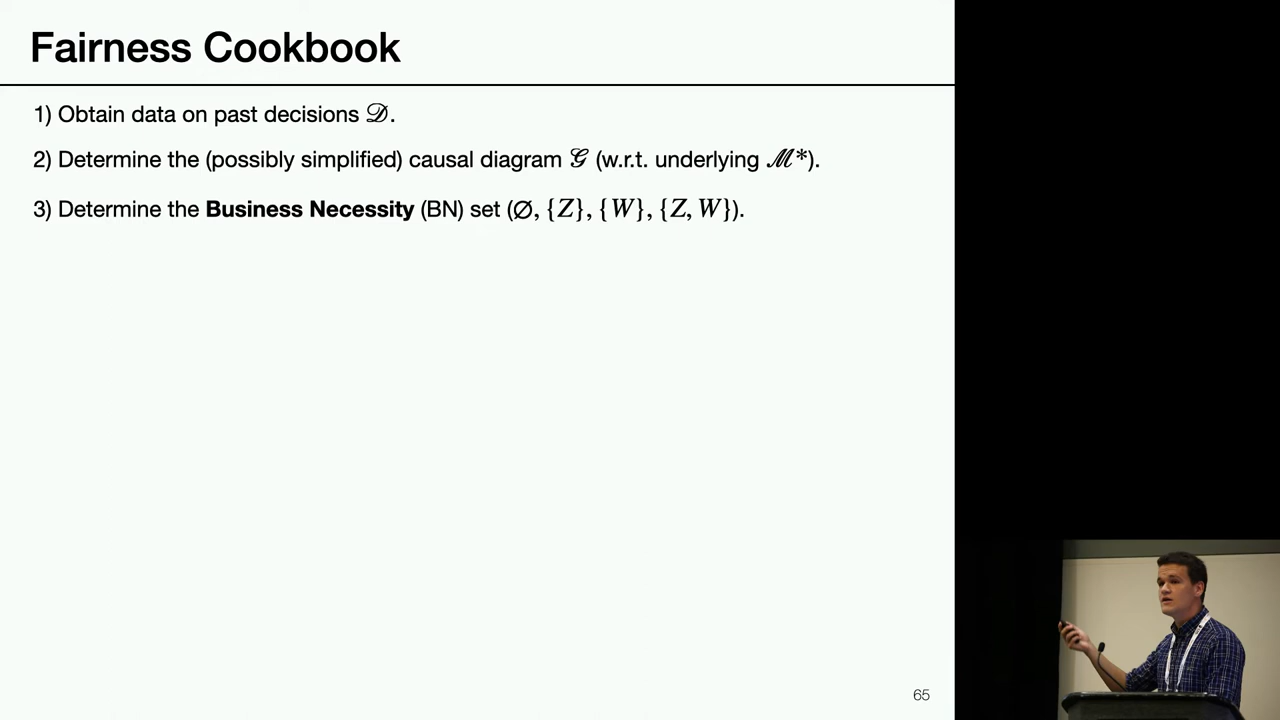 Fairness Cookbook
1) Obtain data on past decisions 𝒟.
2) Determine the (possibly simplified) causal diagram 𝒢 (w.r.t. underlying ℳ*).
3) Determine the Business Necessity (BN) set (∅, {Z}, {W}, {Z, W}).
65